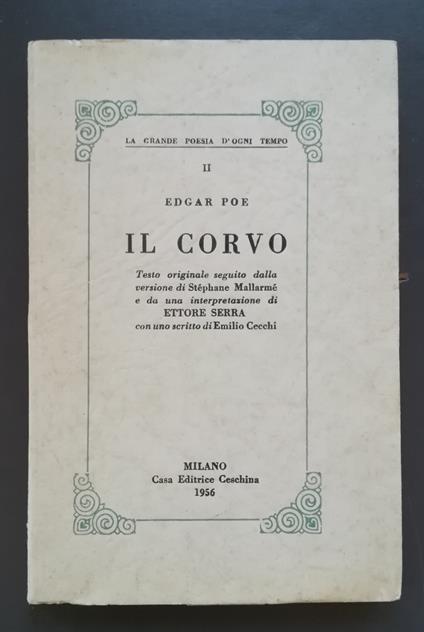 LA GRANDE POESIA D'OGNI TEMPO
II
EDGAR POE
IL CORVO
Testo originale seguito dalla
versione di Stéphane Mallarmé
e da una interpretazione di
ETTORE SERRA
con uno scritto di Emilio Cecchi
MILANO
Casa Editrice Ceschina
1956